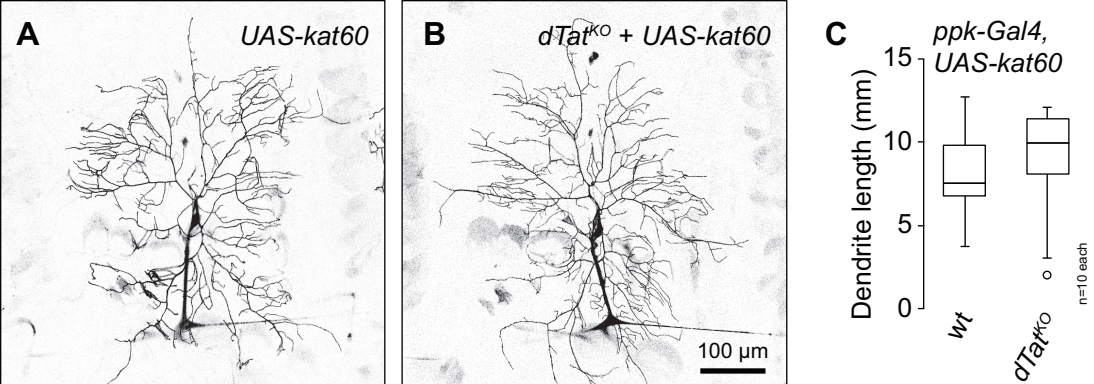 A
UAS-kat60
B
dTatᴷᴼ + UAS-kat60
100 µm
C
ppk-Gal4,
UAS-kat60
Dendrite length (mm)
15
10
5
0
wt
dTatᴷᴼ
n=10 each